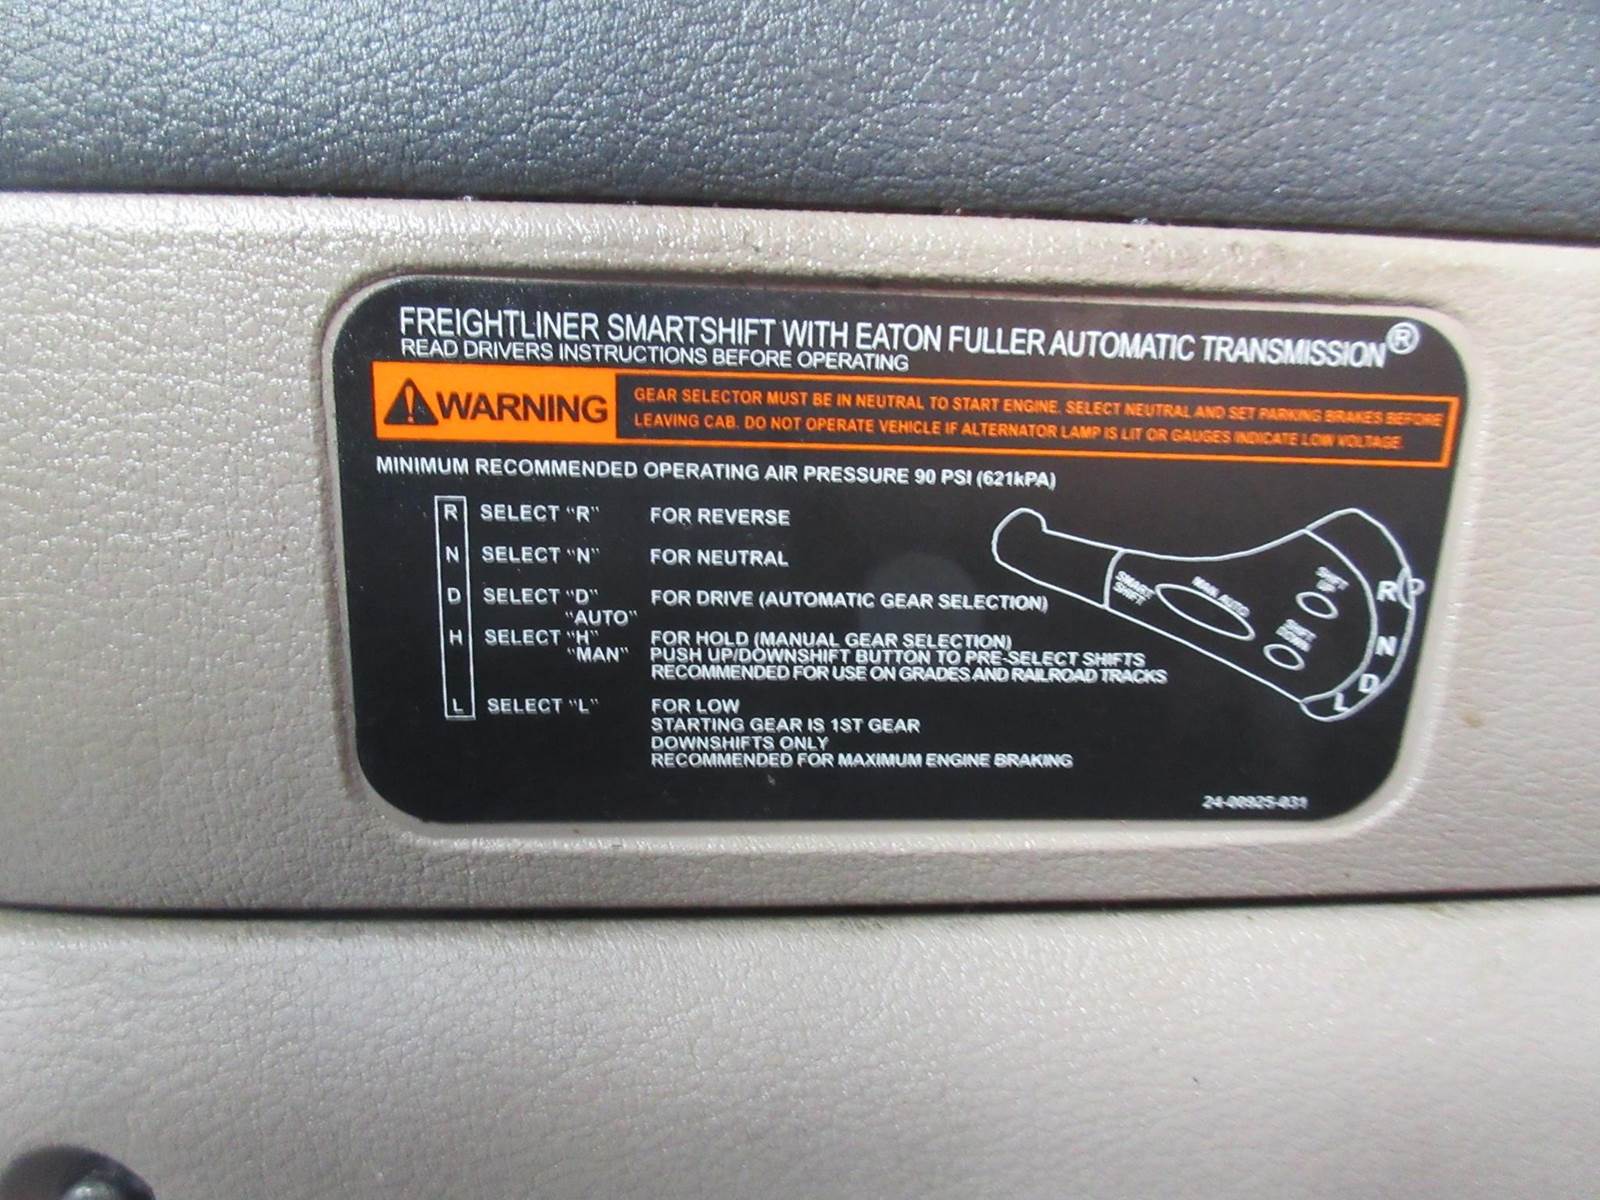 FREIGHTLINER SMARTSHIFT WITH EATON FULLER AUTOMATIC TRANSMISSION®
READ DRIVERS INSTRUCTIONS BEFORE OPERATING
WARNING
GEAR SELECTOR MUST BE IN NEUTRAL TO START ENGINE. SELECT NEUTRAL AND SET PARKING BRAKES BEFORE
LEAVING CAB. DO NOT OPERATE VEHICLE IF ALTERNATOR LAMP IS LIT OR GAUGES INDICATE LOW VOLTAGE.
MINIMUM RECOMMENDED OPERATING AIR PRESSURE 90 PSI (621kPA)
R SELECT "R" FOR REVERSE
N SELECT "N" FOR NEUTRAL
D SELECT "D" FOR DRIVE (AUTOMATIC GEAR SELECTION)
"AUTO"
H SELECT "H" FOR HOLD (MANUAL GEAR SELECTION)
"MAN" PUSH UP/DOWNSHIFT BUTTON TO PRE-SELECT SHIFTS
RECOMMENDED FOR USE ON GRADES AND RAILROAD TRACKS
L SELECT "L" FOR LOW
STARTING GEAR IS 1ST GEAR
DOWNSHIFTS ONLY
RECOMMENDED FOR MAXIMUM ENGINE BRAKING
SMART
SHIFT
MAN AUTO
SHIFT
UP
SHIFT
DOWN
R
N
D
L
24-00925-031